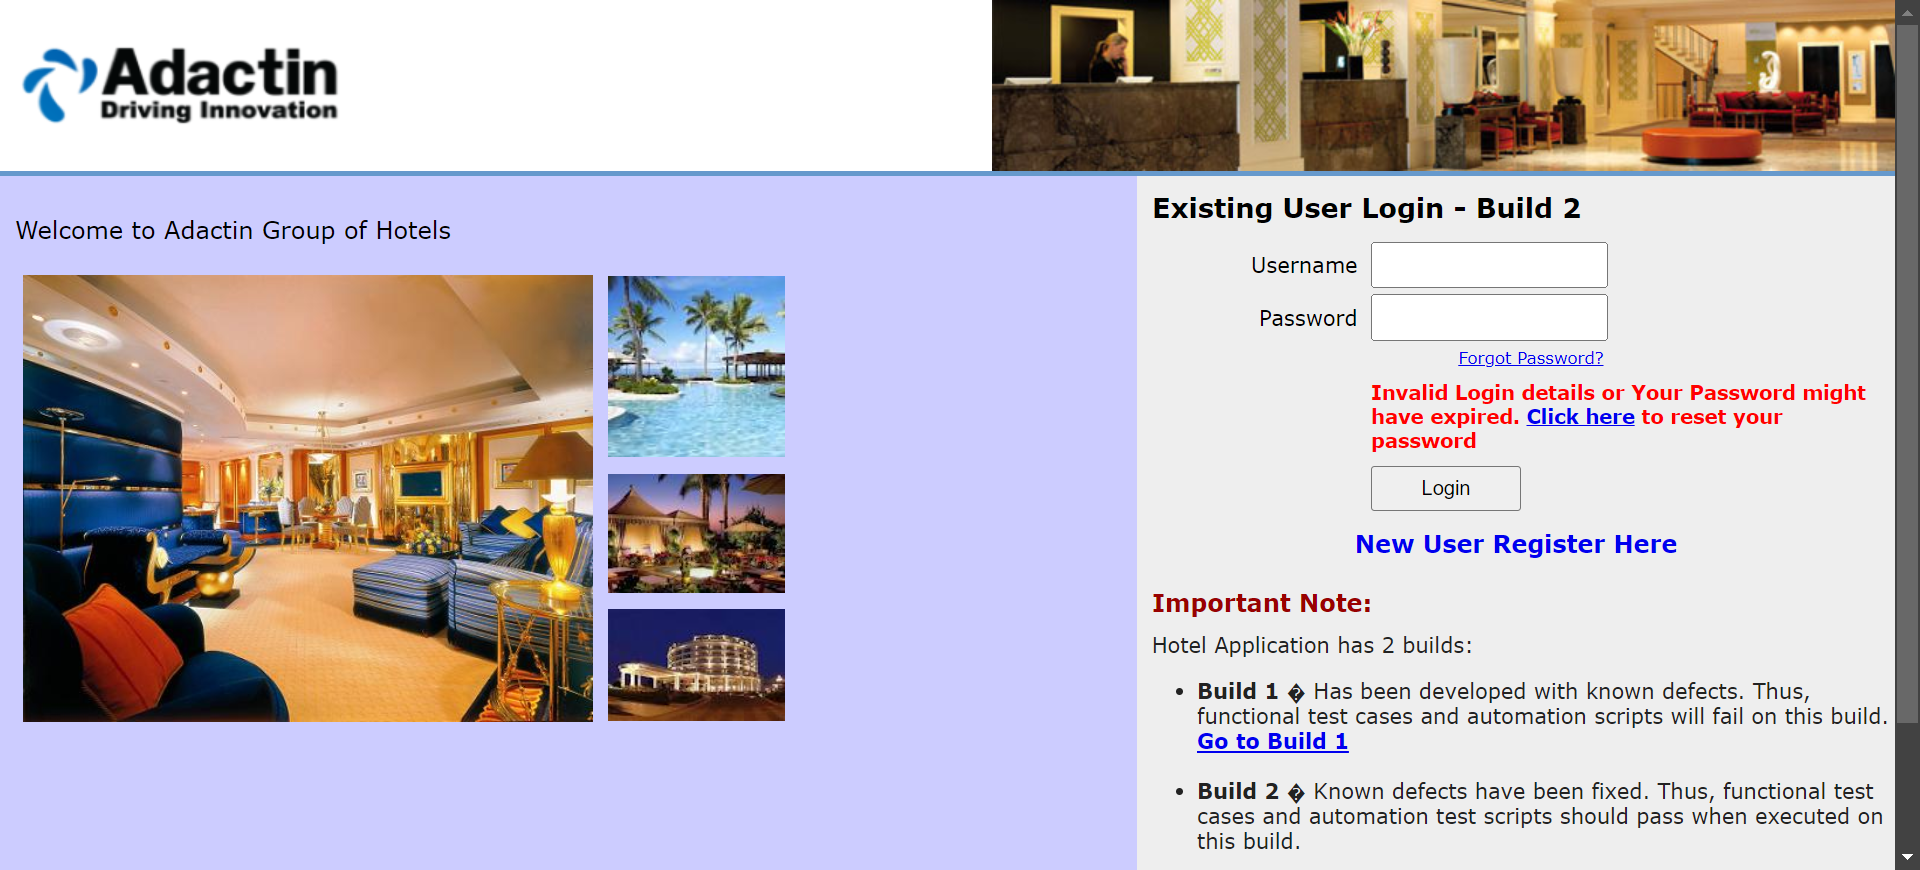 Adactin
Driving Innovation
Welcome to Adactin Group of Hotels
Existing User Login - Build 2
Username
Password
Forgot Password?
Invalid Login details or Your Password might
have expired. Click here to reset your
password
Login
New User Register Here
Important Note:
Hotel Application has 2 builds:
• Build 1 � Has been developed with known defects. Thus,
functional test cases and automation scripts will fail on this build.
Go to Build 1
• Build 2 � Known defects have been fixed. Thus, functional test
cases and automation test scripts should pass when executed on
this build.